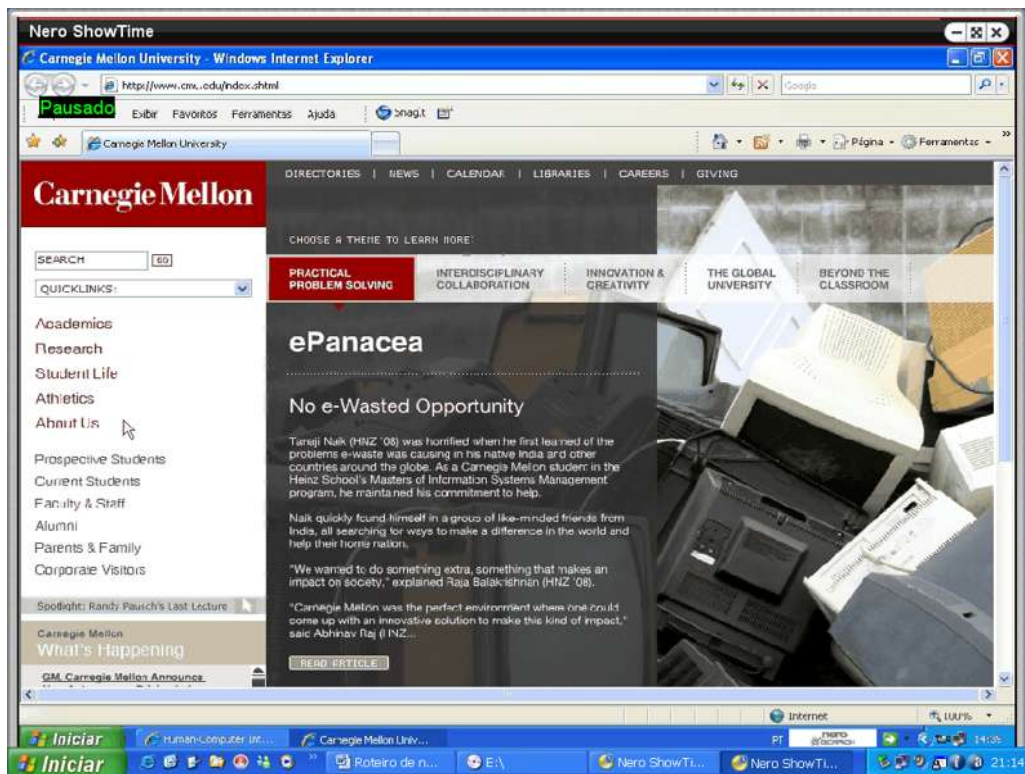 Nero ShowTime
Carnegie Mellon University - Windows Internet Explorer
http://www.cmu.edu/index.shtml
Google
Pausado
Exibir Favoritos Ferramentas Ajuda SnagIt
Carnegie Mellon University
Página Ferramentas
DIRECTORIES | NEWS | CALENDAR | LIBRARIES | CAREERS | GIVING
Carnegie Mellon
CHOOSE A THEME TO LEARN MORE:
SEARCH GO
QUICKLINKS:
PRACTICAL PROBLEM SOLVING
INTERDISCIPLINARY COLLABORATION
INNOVATION & CREATIVITY
THE GLOBAL UNIVERSITY
BEYOND THE CLASSROOM
Academics
Research
Student Life
Athletics
About Us
Prospective Students
Current Students
Faculty & Staff
Alumni
Parents & Family
Corporate Visitors
Spotlight: Randy Pausch's Last Lecture
Carnegie Mellon
What's Happening
GM, Carnegie Mellon Announce
ePanacea
No e-Wasted Opportunity
Tanaji Naik (HNZ '08) was horrified when he first learned of the
problems e-waste was causing in his native India and other
countries around the globe. As a Carnegie Mellon student in the
Heinz School's Masters of Information Systems Management
program, he maintained his commitment to help.
Naik quickly found himself in a group of like-minded friends from
India, all searching for ways to make a difference in the world and
help their home nation.
"We wanted to do something extra, something that makes an
impact on society," explained Raja Balakrishnan (HNZ '08).
"Carnegie Mellon was the perfect environment where one could
come up with an innovative solution to make this kind of impact,"
said Abhinav Raj (HNZ...
READ ARTICLE
Internet 100%
Iniciar Human-Computer Int... Carnegie Mellon Univ... PT nero 14:35
Iniciar Roteiro de n... E:\ Nero ShowTi... Nero ShowTi... 21:14